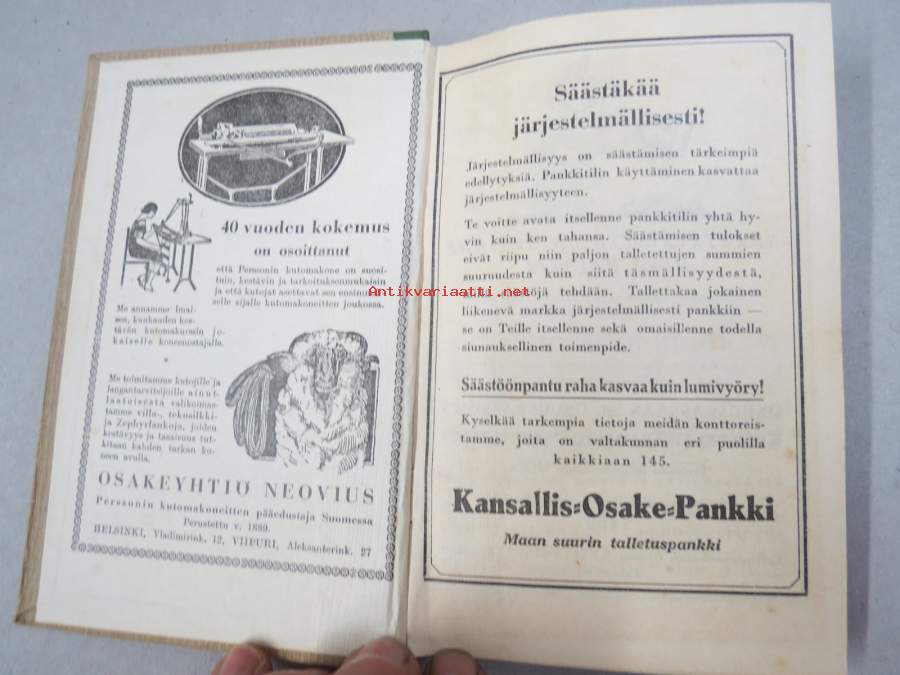 40 vuoden kokemus
on osoittanut
että Perssonin kutomakone on suosi-
tuin, kestävin ja tarkoituksenmukaisin
ja että kutojat asettavat sen ensimmäi-
selle sijalle kutomakoneitten joukossa.
Me annamme ilmai-
sen, kuukauden kes-
tävän kutomakurssin jo-
kaiselle koneenostajalle.
*
Me toimitamme kutojille ja
langantarvitsijoille ainut-
laatuisesta valikoimas-
tamme villa-, tekosilkki-
ja Zephyrlankoja, joiden
kestävyys ja tasaisuus tut-
kitaan kahden tarkan ko-
neen avulla.
OSAKEYHTIÖ NEOVIUS
Perssonin kutomakoneitten pääedustaja Suomessa
Perustettu v. 1889.
HELSINKI, Vladimirink. 12, VIIPURI, Aleksanterink. 27
Säästäkää
järjestelmällisesti!
Järjestelmällisyys on säästämisen tärkeimpiä
edellytyksiä. Pankkitilin käyttäminen kasvattaa
järjestelmällisyyteen.
Te voitte avata itsellenne pankkitilin yhtä hy-
vin kuin ken tahansa. Säästämisen tulokset
eivät riipu niin paljon talletettujen summien
suuruudesta kuin siitä täsmällisyydestä,
tehdään. Tallettakaa jokainen
liikenevä markka järjestelmällisesti pankkiin —
se on Teille itsellenne sekä omaisillenne todella
siunauksellinen toimenpide.
Säästöönpantu raha kasvaa kuin lumivyöry!
Kyselkää tarkempia tietoja meidän konttoreis-
tamme, joita on valtakunnan eri puolilla
kaikkiaan 145.
Kansallis-Osake-Pankki
Maan suurin talletuspankki
Antikvariaatti.net